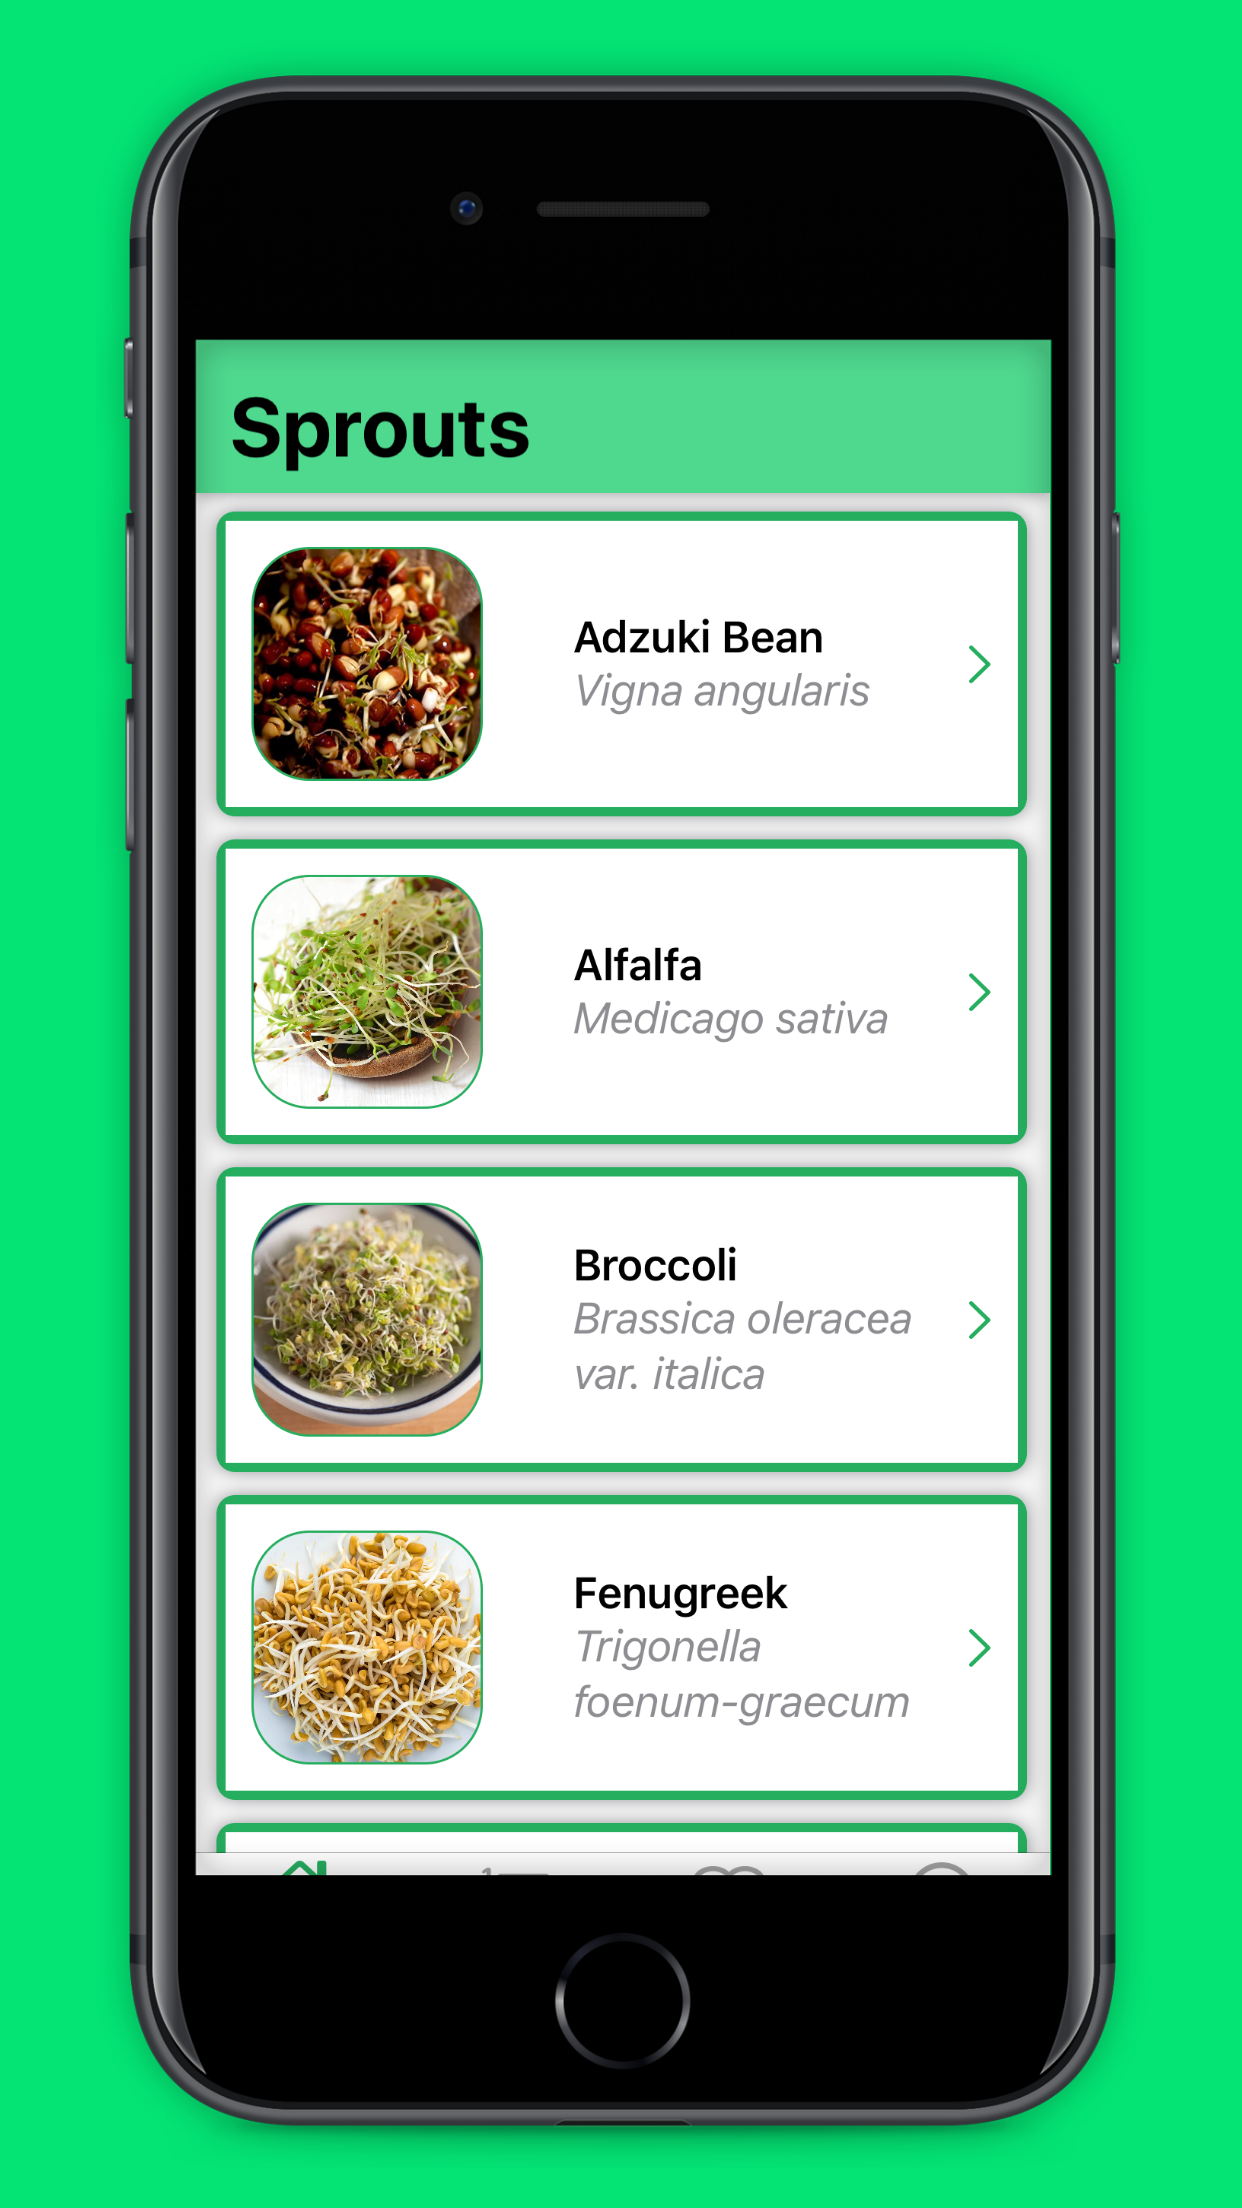 Sprouts
Adzuki Bean
Vigna angularis
Alfalfa
Medicago sativa
Broccoli
Brassica oleracea
var. italica
Fenugreek
Trigonella
foenum-graecum